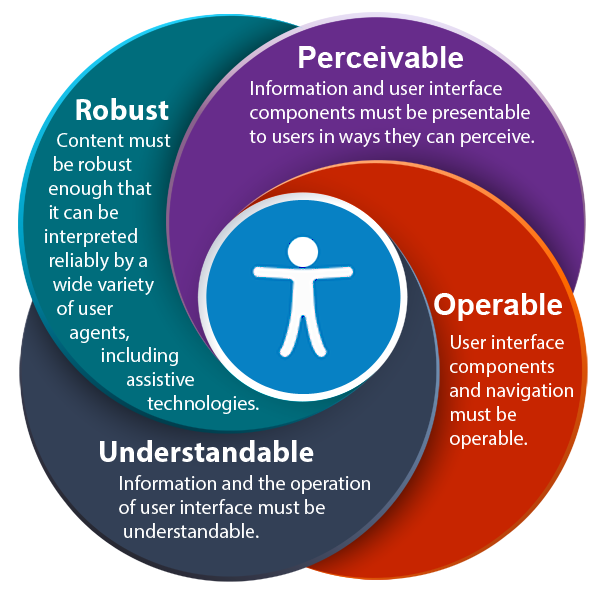 Perceivable
Information and user interface
components must be presentable
to users in ways they can perceive.
Operable
User interface
components
and navigation
must be
operable.
Understandable
Information and the operation
of user interface must be
understandable.
Robust
Content must
be robust
enough that
it can be
interpreted
reliably by a
wide variety
of user
agents,
including
assistive
technologies.